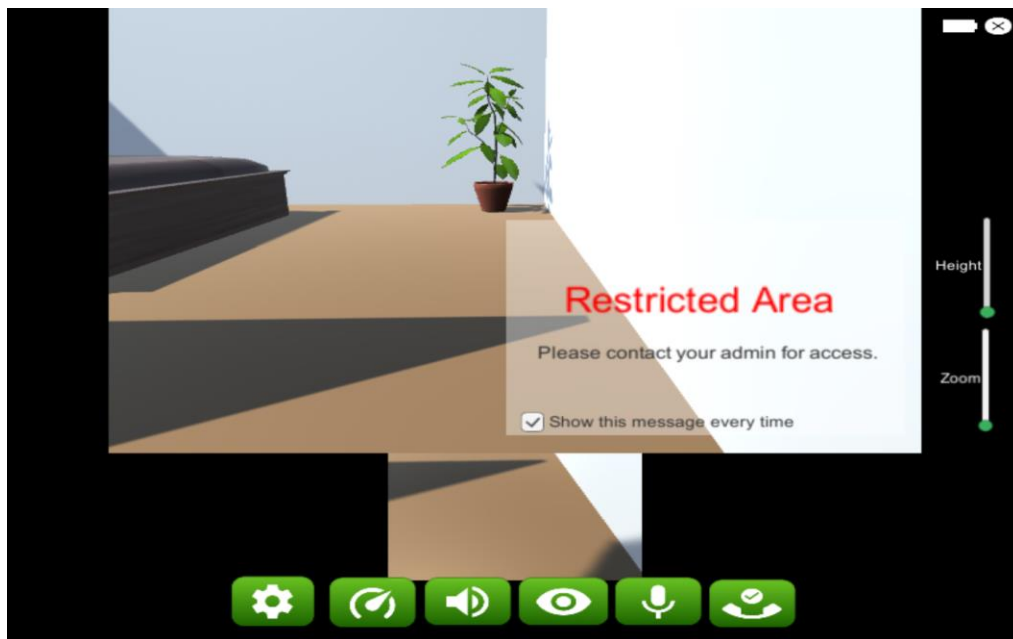 Height
Restricted Area
Please contact your admin for access.
Zoom
Show this message every time